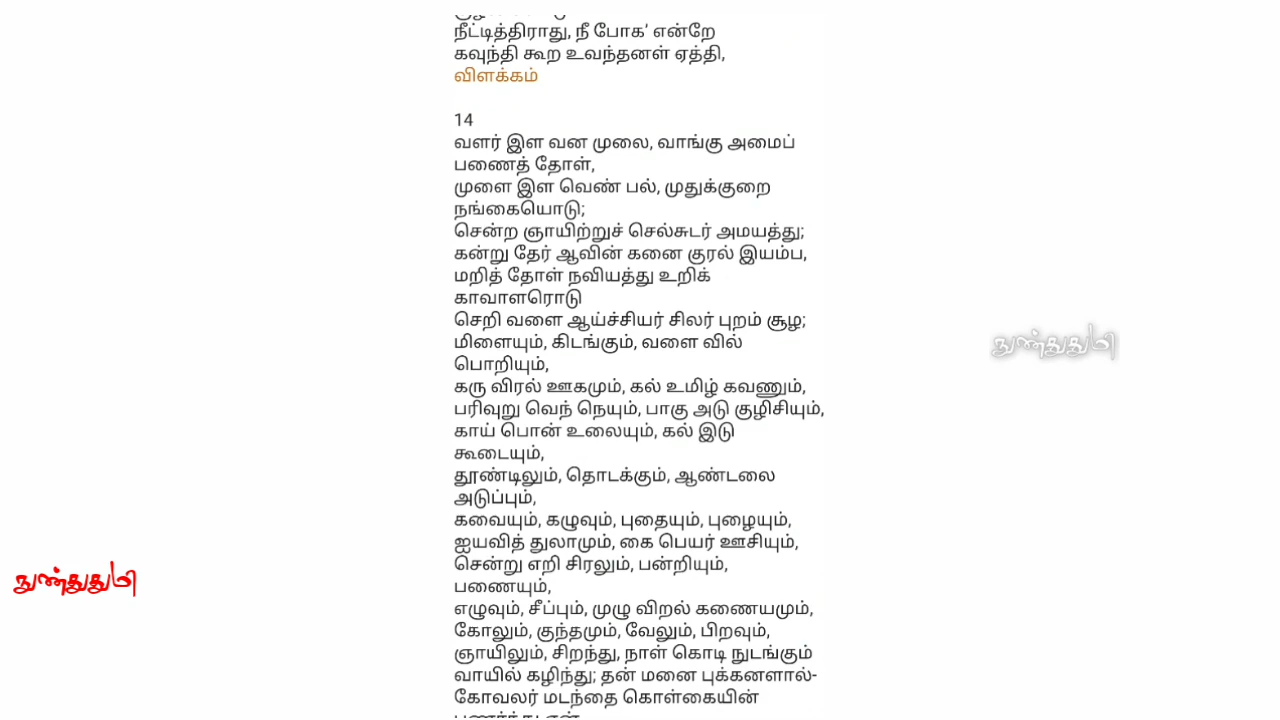 நீட்டித்திராது, நீ போக' என்றே
கவுந்தி கூற உவந்தனள் ஏத்தி,
விளக்கம்
14
வளர் இள வன முலை, வாங்கு அமைப்
பணைத் தோள்,
முளை இள வெண் பல், முதுக்குறை
நங்கையொடு;
சென்ற ஞாயிற்றுச் செல்சுடர் அமயத்து;
கன்று தேர் ஆவின் கனை குரல் இயம்ப,
மறித் தோள் நவியத்து உறிக்
காவாளரொடு
செறி வளை ஆய்ச்சியர் சிலர் புறம் சூழ;
மிளையும், கிடங்கும், வளை வில்
பொறியும்,
கரு விரல் ஊகமும், கல் உமிழ் கவணும்,
பரிவுறு வெந் நெயும், பாகு அடு குழிசியும்,
காய் பொன் உலையும், கல் இடு
கூடையும்,
தூண்டிலும், தொடக்கும், ஆண்டலை
அடுப்பும்,
கவையும், கழுவும், புதையும், புழையும்,
ஐயவித் துலாமும், கை பெயர் ஊசியும்,
சென்று எறி சிரலும், பன்றியும்,
பணையும்,
எழுவும், சீப்பும், முழு விறல் கணையமும்,
கோலும், குந்தமும், வேலும், பிறவும்,
ஞாயிலும், சிறந்து, நாள் கொடி நுடங்கும்
வாயில் கழிந்து; தன் மனை புக்கனளால்-
கோவலர் மடந்தை கொள்கையின்
நுண்துதுமி
நுண்துதுமி